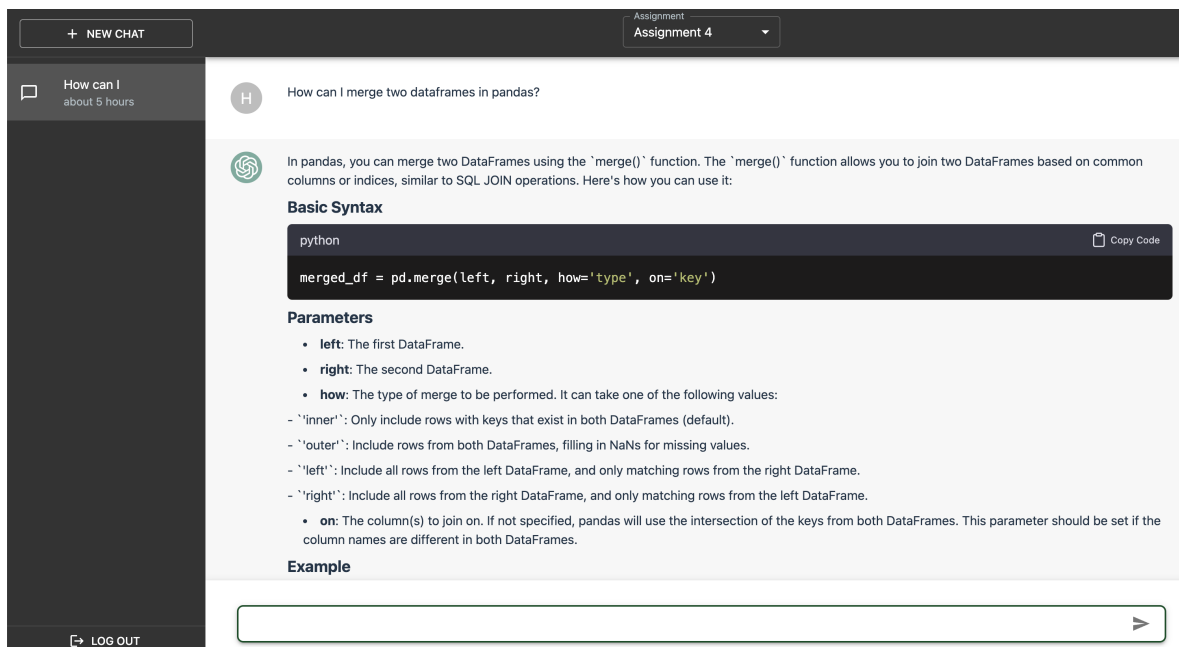 + NEW CHAT
Assignment
Assignment 4
How can I
about 5 hours
H
How can I merge two dataframes in pandas?
In pandas, you can merge two DataFrames using the `merge()` function. The `merge()` function allows you to join two DataFrames based on common
columns or indices, similar to SQL JOIN operations. Here's how you can use it:
Basic Syntax
python
Copy Code
merged_df = pd.merge(left, right, how='type', on='key')
Parameters
• left: The first DataFrame.
• right: The second DataFrame.
• how: The type of merge to be performed. It can take one of the following values:
- `'inner'`: Only include rows with keys that exist in both DataFrames (default).
- `'outer'`: Include rows from both DataFrames, filling in NaNs for missing values.
- `'left'`: Include all rows from the left DataFrame, and only matching rows from the right DataFrame.
- `'right'`: Include all rows from the right DataFrame, and only matching rows from the left DataFrame.
• on: The column(s) to join on. If not specified, pandas will use the intersection of the keys from both DataFrames. This parameter should be set if the
column names are different in both DataFrames.
Example
LOG OUT